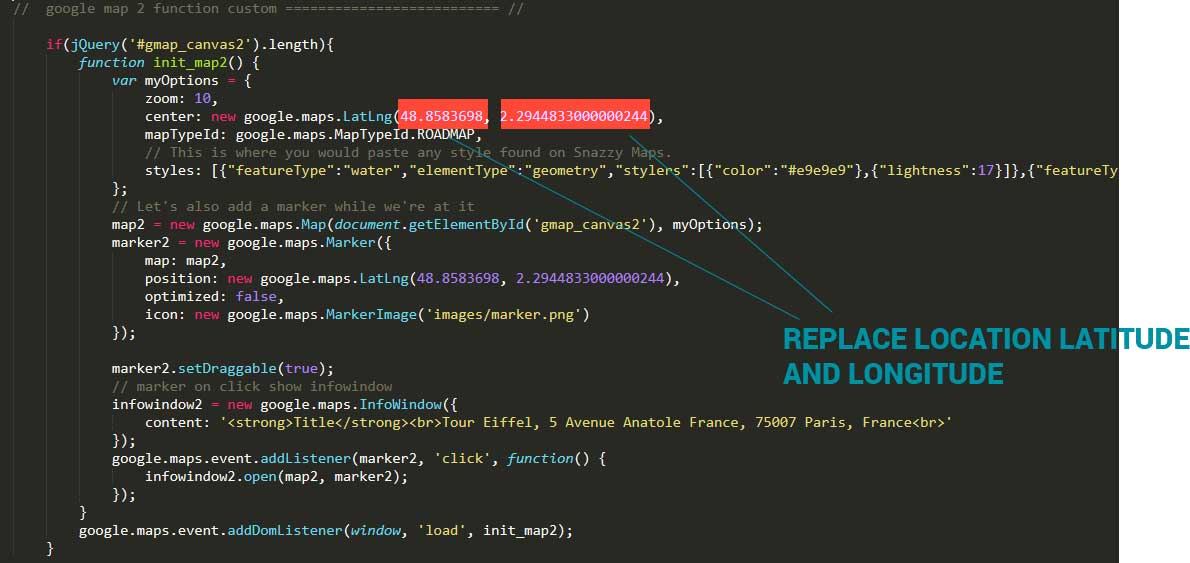 //  google map 2 function custom ========================== //
if(jQuery('#gmap_canvas2').length){
function init_map2() {
var myOptions = {
zoom: 10,
center: new google.maps.LatLng(48.8583698, 2.2944833000000244),
mapTypeId: google.maps.MapTypeId.ROADMAP,
// This is where you would paste any style found on Snazzy Maps.
styles: [{"featureType":"water","elementType":"geometry","stylers":[{"color":"#e9e9e9"},{"lightness":17}]},{"featureTy
};
// Let's also add a marker while we're at it
map2 = new google.maps.Map(document.getElementById('gmap_canvas2'), myOptions);
marker2 = new google.maps.Marker({
map: map2,
position: new google.maps.LatLng(48.8583698, 2.2944833000000244),
optimized: false,
icon: new google.maps.MarkerImage('images/marker.png')
});
REPLACE LOCATION LATITUDE
AND LONGITUDE
marker2.setDraggable(true);
// marker on click show infowindow
infowindow2 = new google.maps.InfoWindow({
content: '<strong>Title</strong><br>Tour Eiffel, 5 Avenue Anatole France, 75007 Paris, France<br>'
});
google.maps.event.addListener(marker2, 'click', function() {
infowindow2.open(map2, marker2);
});
}
google.maps.event.addDomListener(window, 'load', init_map2);
}